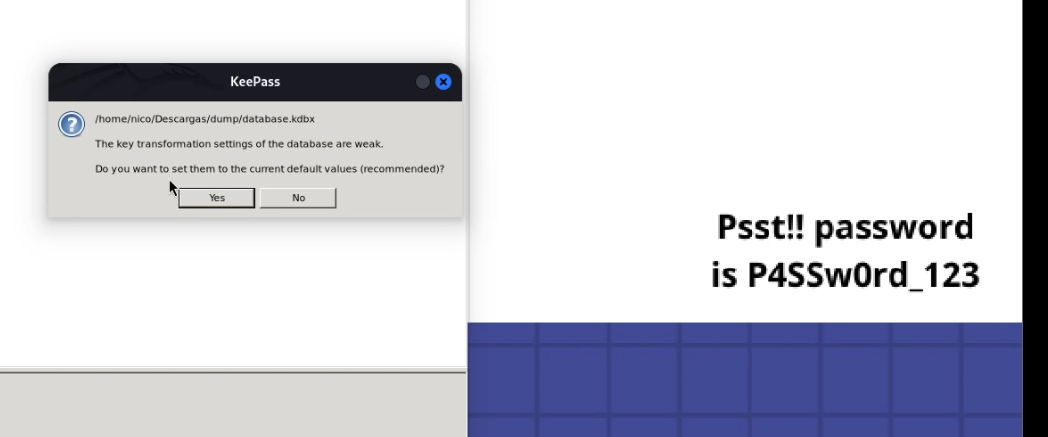 KeePass
/home/nico/Descargas/dump/database.kdbx
The key transformation settings of the database are weak.
Do you want to set them to the current default values (recommended)?
Yes
No
Psst!! password
is P4SSw0rd_123